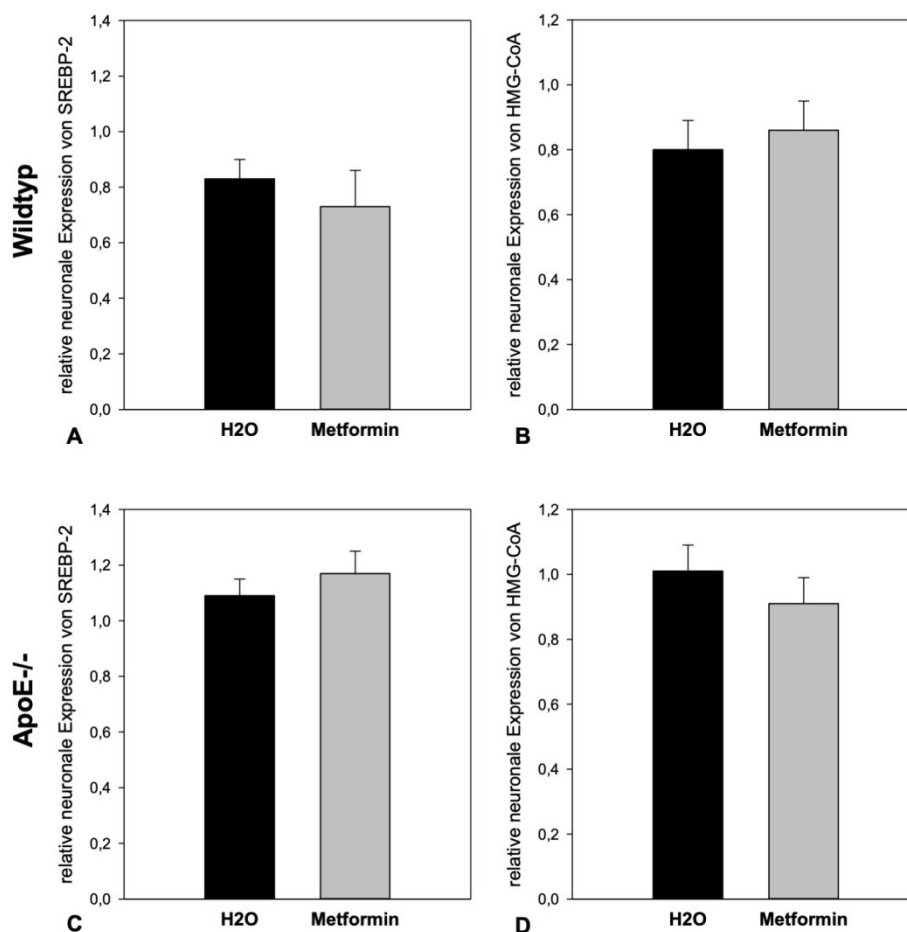 Wildtyp
relative neuronale Expression von SREBP-2
1,4
1,2
1,0
0,8
0,6
0,4
0,2
0,0
A
H2O
Metformin
relative neuronale Expression von HMG-CoA
1,2
1,0
0,8
0,6
0,4
0,2
0,0
B
H2O
Metformin
ApoE-/-
relative neuronale Expression von SREBP-2
1,4
1,2
1,0
0,8
0,6
0,4
0,2
0,0
C
H2O
Metformin
relative neuronale Expression von HMG-CoA
1,2
1,0
0,8
0,6
0,4
0,2
0,0
D
H2O
Metformin